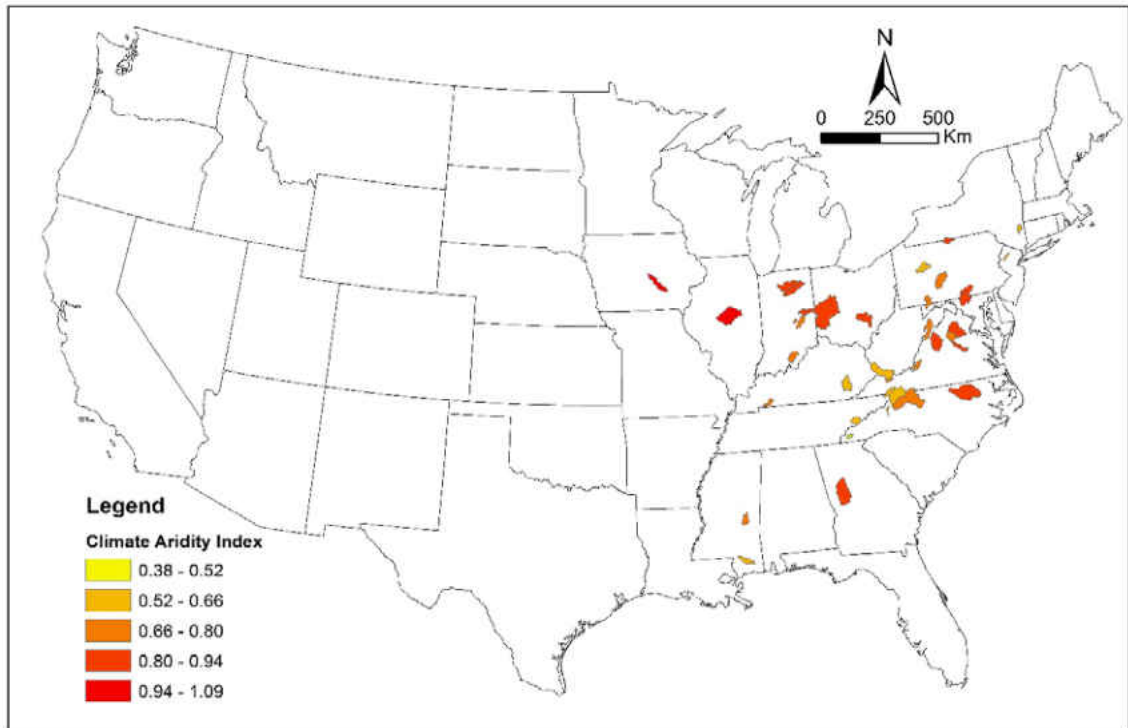 N
0 250 500
Km
Legend
Climate Aridity Index
0.38 - 0.52
0.52 - 0.66
0.66 - 0.80
0.80 - 0.94
0.94 - 1.09